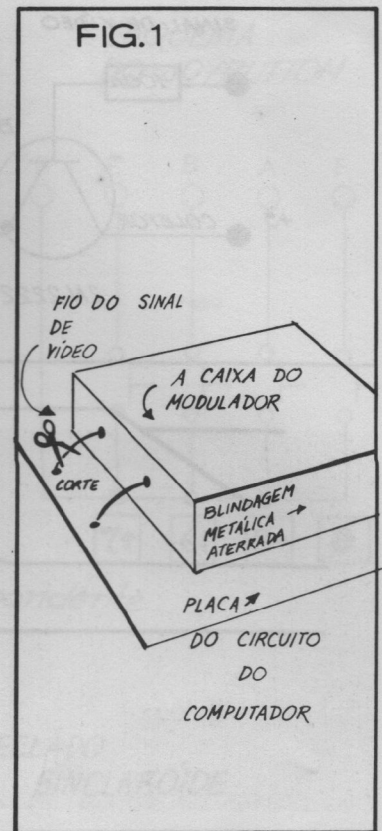 FIG.1
FIO DO SINAL
DE
VÍDEO
A CAIXA DO
MODULADOR
CORTE
BLINDAGEM
METÁLICA
ATERRADA
PLACA
DO CIRCUITO
DO
COMPUTADOR